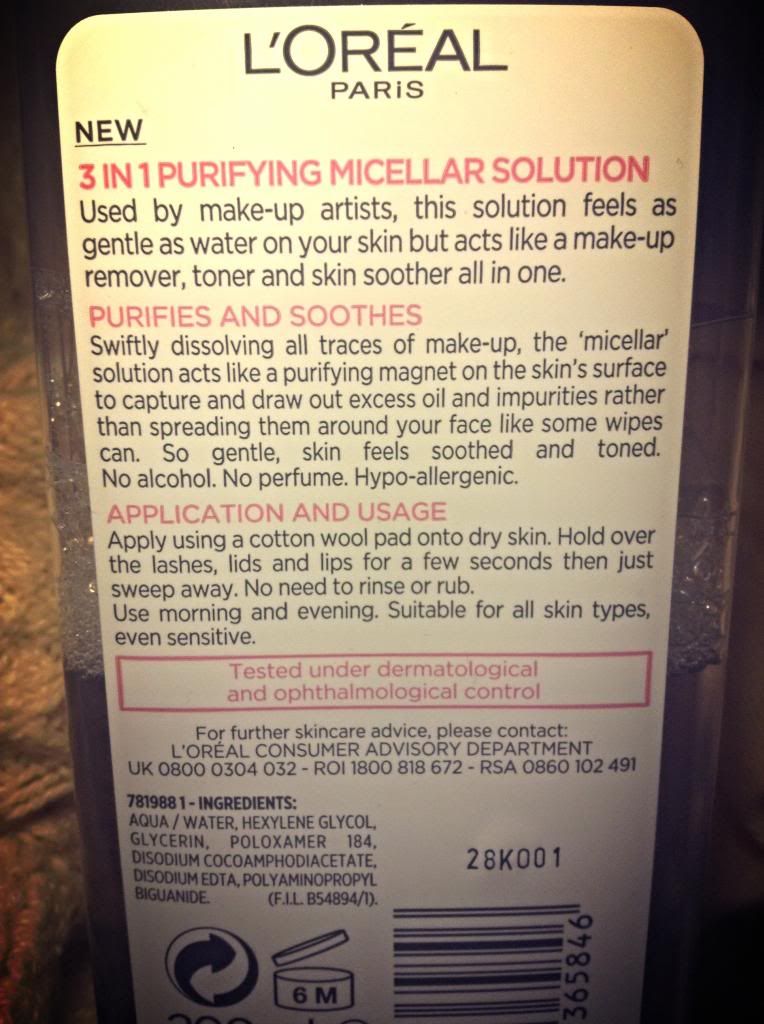 L'ORÉAL
PARiS
NEW
3 IN 1 PURIFYING MICELLAR SOLUTION
Used by make-up artists, this solution feels as
gentle as water on your skin but acts like a make-up
remover, toner and skin soother all in one.
PURIFIES AND SOOTHES
Swiftly dissolving all traces of make-up, the 'micellar'
solution acts like a purifying magnet on the skin's surface
to capture and draw out excess oil and impurities rather
than spreading them around your face like some wipes
can. So gentle, skin feels soothed and toned.
No alcohol. No perfume. Hypo-allergenic.
APPLICATION AND USAGE
Apply using a cotton wool pad onto dry skin. Hold over
the lashes, lids and lips for a few seconds then just
sweep away. No need to rinse or rub.
Use morning and evening. Suitable for all skin types,
even sensitive.
Tested under dermatological
and ophthalmological control
For further skincare advice, please contact:
L'ORÉAL CONSUMER ADVISORY DEPARTMENT
UK 0800 0304 032 - ROI 1800 818 672 - RSA 0860 102 491
7819881 - INGREDIENTS:
AQUA / WATER, HEXYLENE GLYCOL,
GLYCERIN, POLOXAMER 184,
DISODIUM COCOAMPHODIACETATE,
DISODIUM EDTA, POLYAMINOPROPYL
BIGUANIDE. (F.I.L. B54894/1).
28K001
6 M
365846